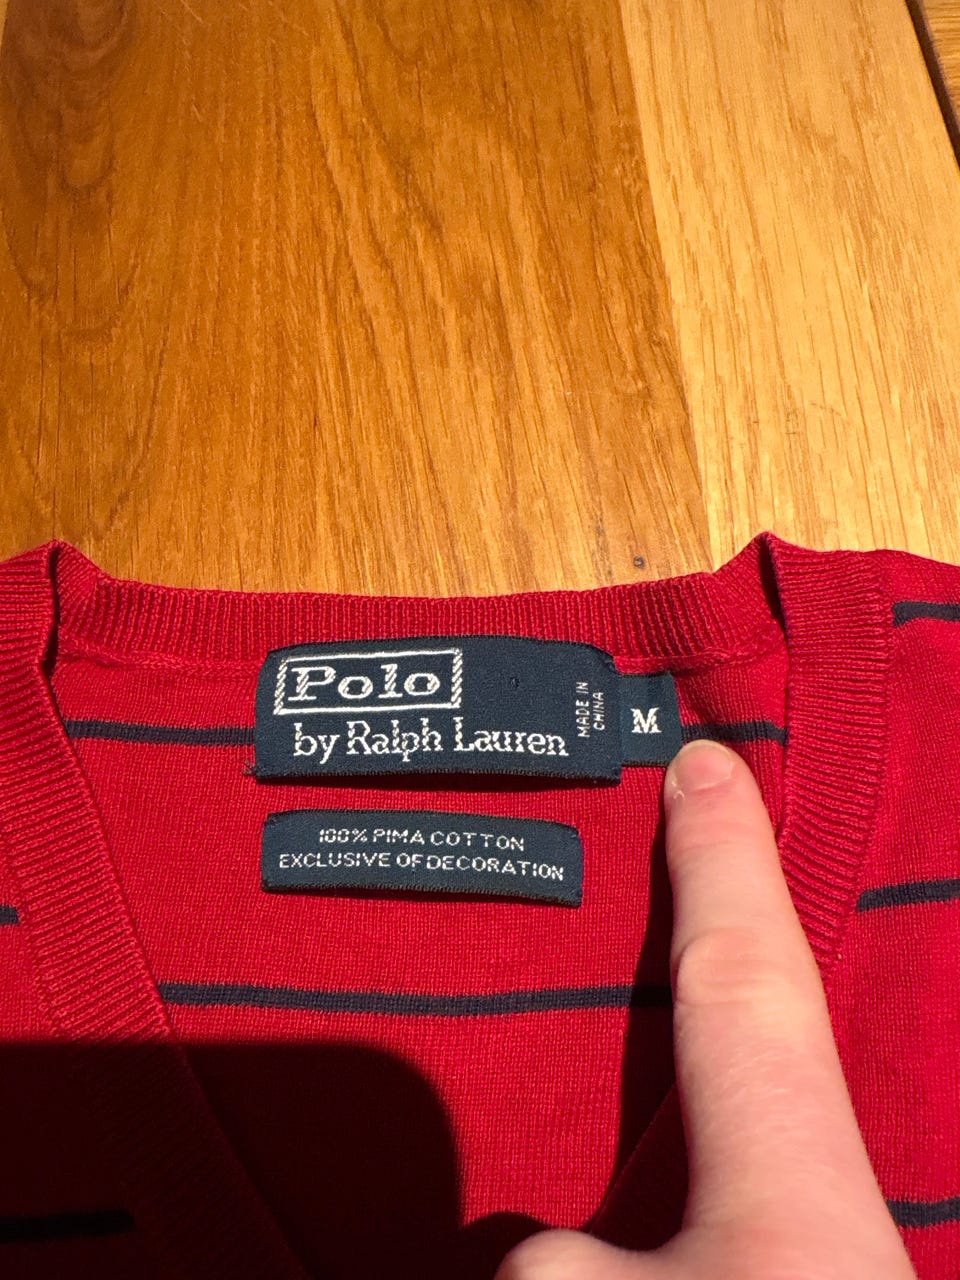 Polo
by Ralph Lauren
MADE IN
CHINA
M
100% PIMA COTTON
EXCLUSIVE OF DECORATION